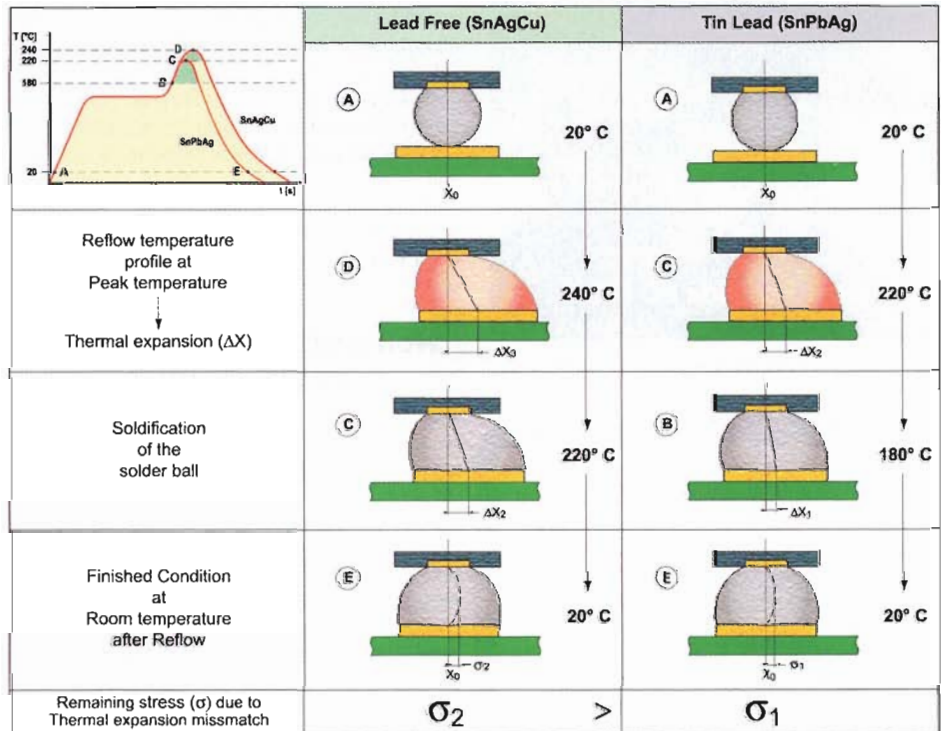 Lead Free (SnAgCu)
Tin Lead (SnPbAg)
T [°C]
240
220
180
20
D
C
B
A
E
SnPbAg
SnAgCu
t [s]
A
20° C
X₀
A
20° C
X₀
Reflow temperature
profile at
Peak temperature
Thermal expansion (ΔX)
D
240° C
ΔX₃
C
220° C
ΔX₂
Soldification
of the
solder ball
C
220° C
ΔX₂
B
180° C
ΔX₁
Finished Condition
at
Room temperature
after Reflow
E
20° C
X₀ σ₂
E
20° C
X₀ σ₁
Remaining stress (σ) due to
Thermal expansion missmatch
σ₂ > σ₁